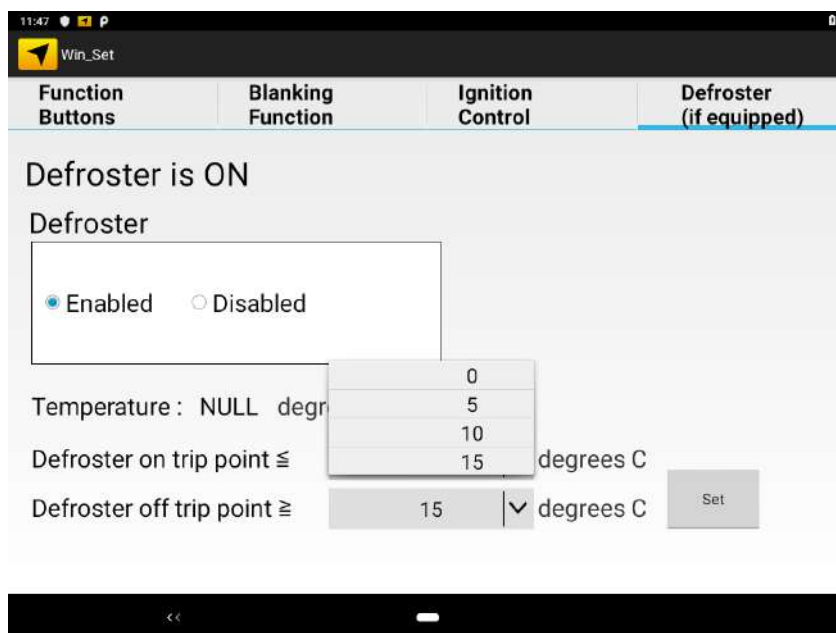 11:47
Win_Set
Function Buttons
Blanking Function
Ignition Control
Defroster (if equipped)
Defroster is ON
Defroster
Enabled Disabled
0
5
10
15
Temperature : NULL degr
Defroster on trip point ≦ degrees C
Defroster off trip point ≧ 15 degrees C
Set
<<